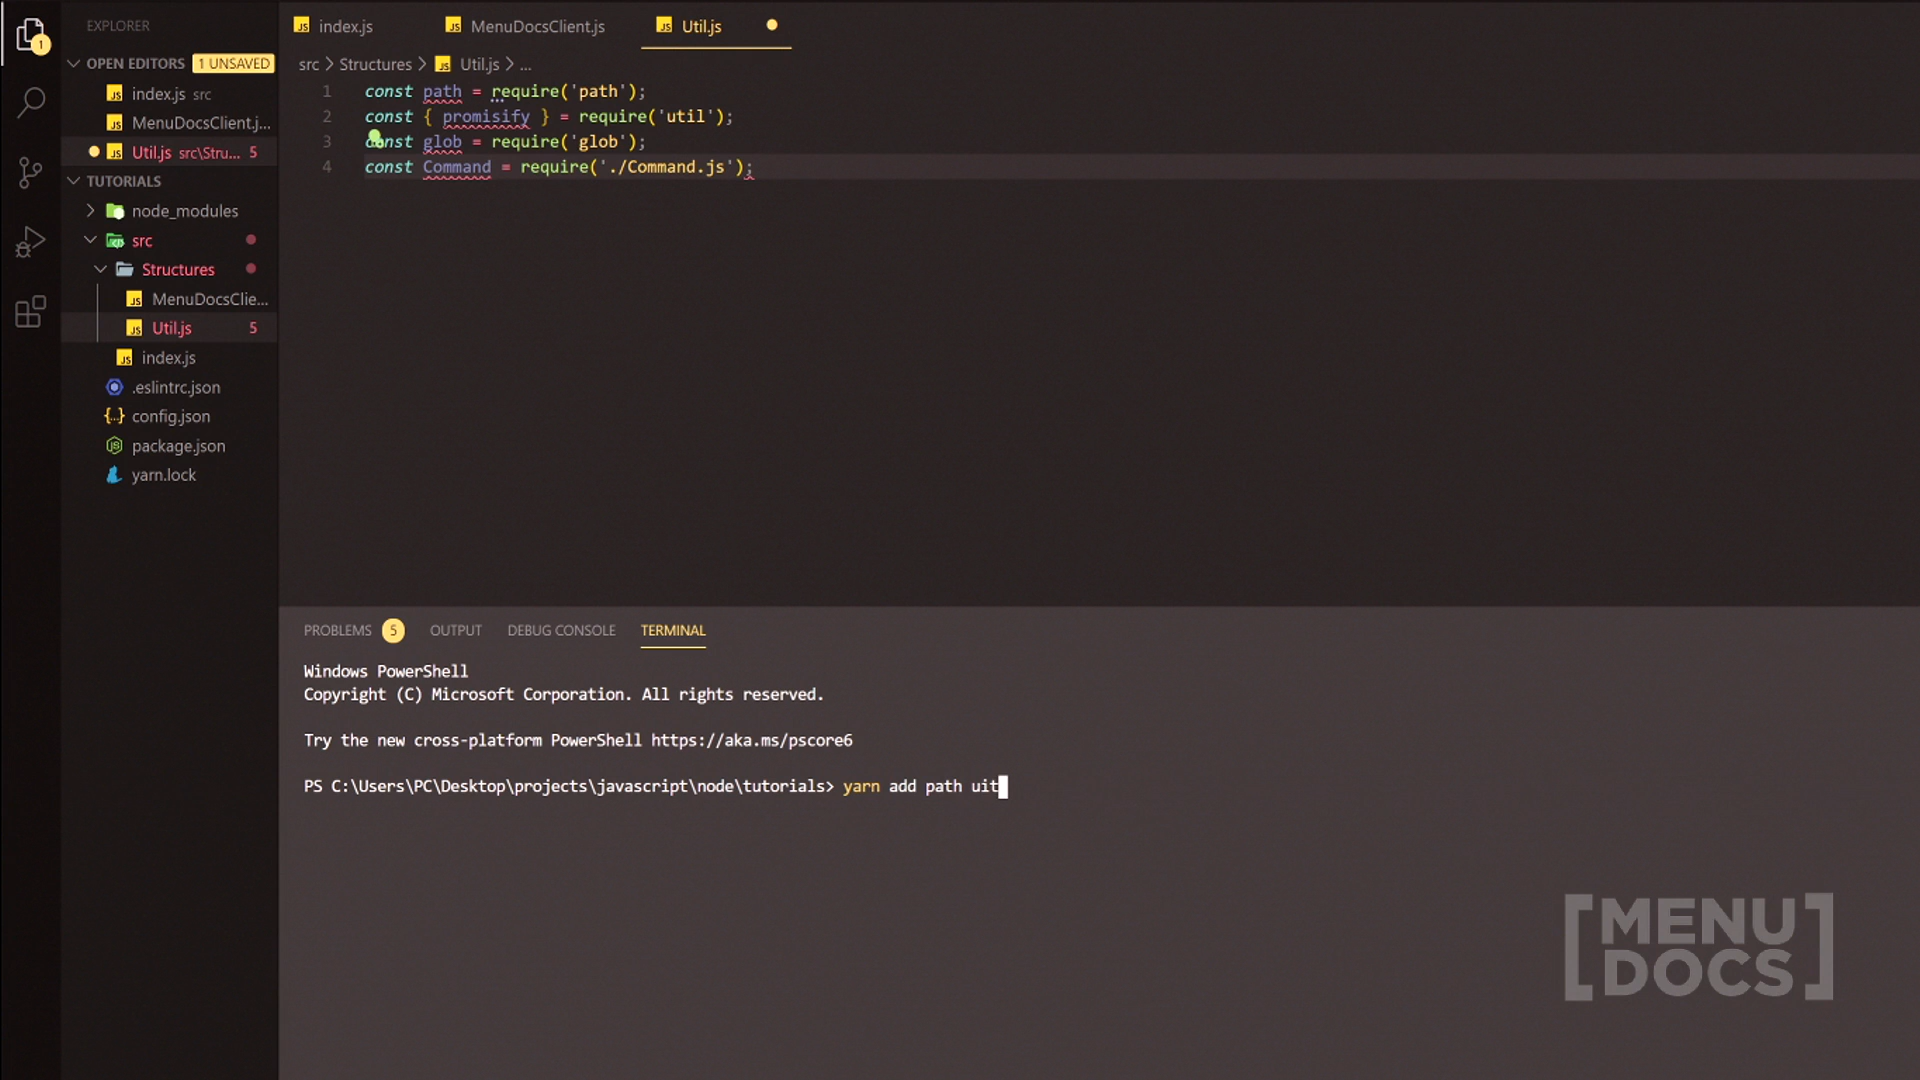 EXPLORER
OPEN EDITORS 1 UNSAVED
index.js src
MenuDocsClient.j...
Util.js src\Stru... 5
TUTORIALS
node_modules
src
Structures
MenuDocsClie...
Util.js 5
index.js
.eslintrc.json
config.json
package.json
yarn.lock
index.js MenuDocsClient.js Util.js
src > Structures > Util.js > ...
1 const path = require('path');
2 const { promisify } = require('util');
3 const glob = require('glob');
4 const Command = require('./Command.js');
PROBLEMS 5 OUTPUT DEBUG CONSOLE TERMINAL
Windows PowerShell
Copyright (C) Microsoft Corporation. All rights reserved.
Try the new cross-platform PowerShell https://aka.ms/pscore6
PS C:\Users\PC\Desktop\projects\javascript\node\tutorials> yarn add path uit
[MENU
DOCS]